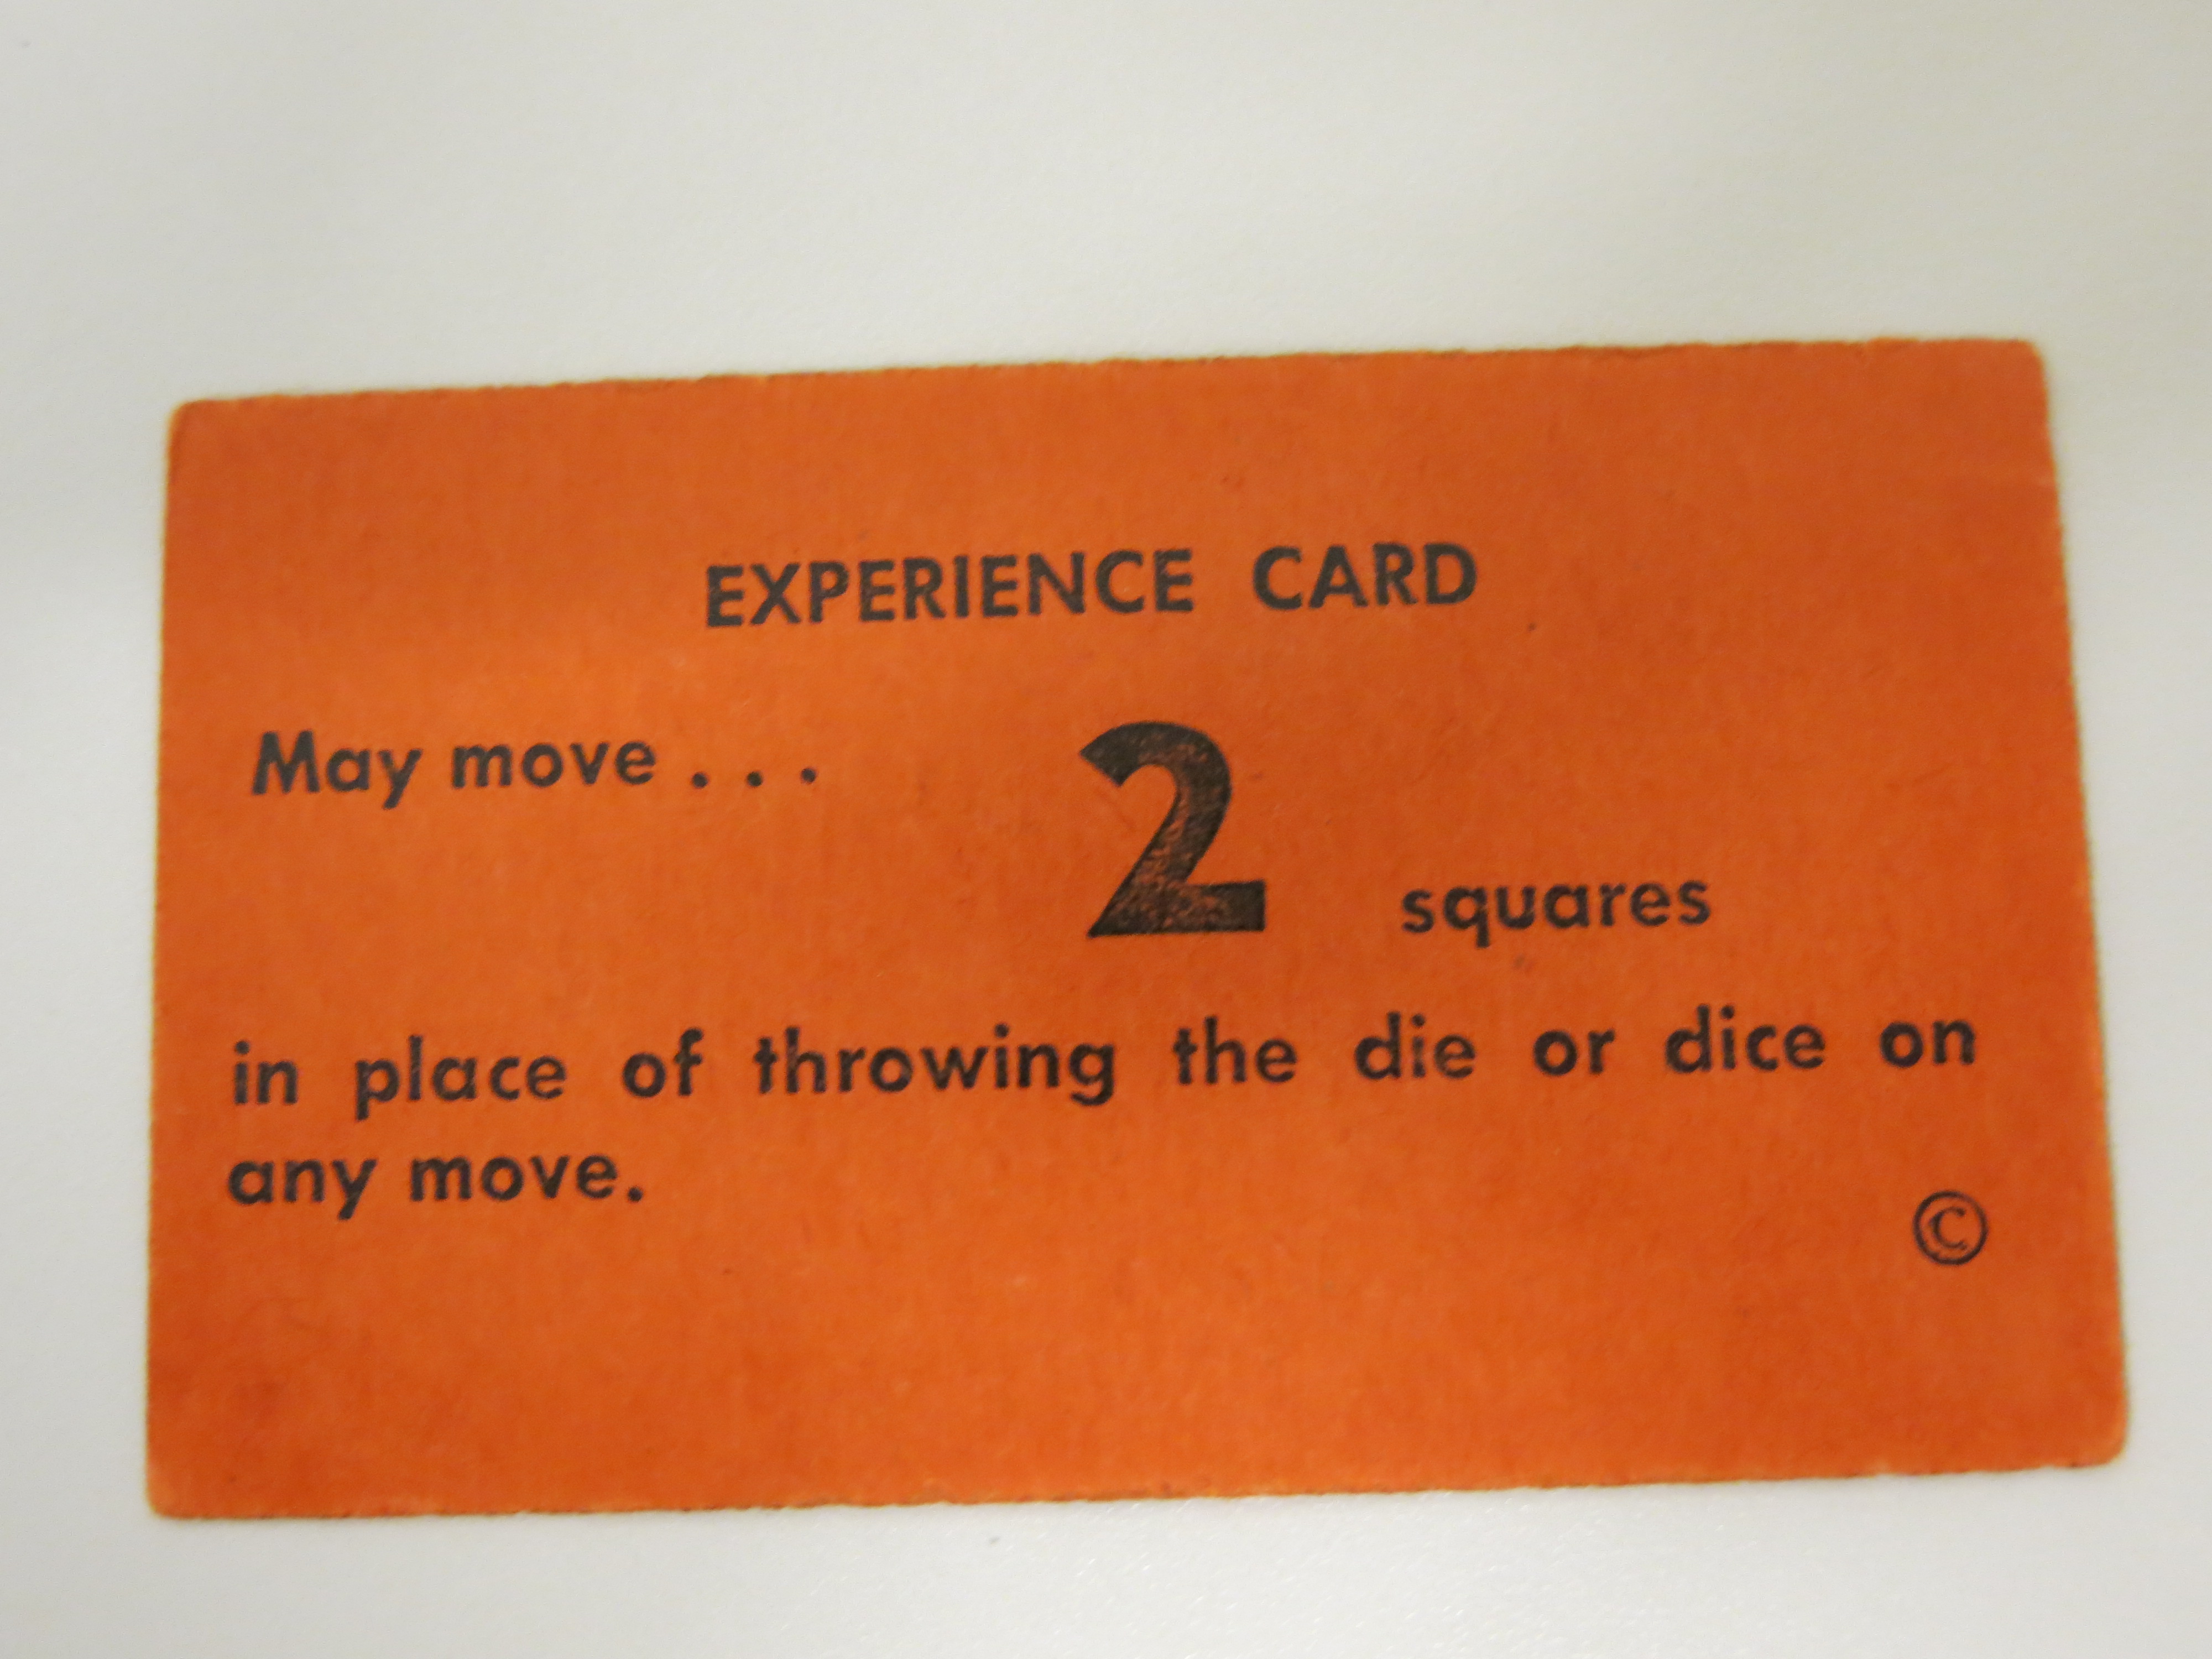 EXPERIENCE CARD
May move . . . 2 squares
in place of throwing the die or dice on
any move.
©